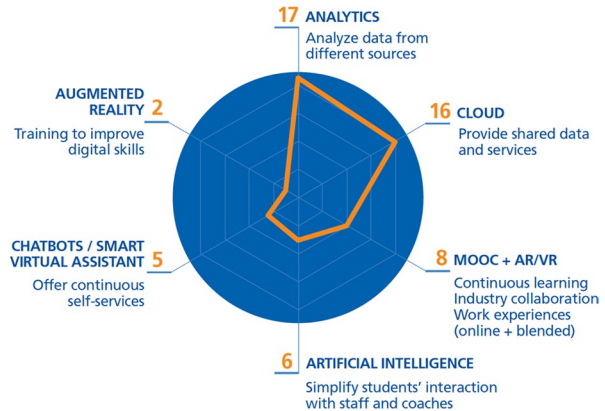 17 ANALYTICS
Analyze data from
different sources
16 CLOUD
Provide shared data
and services
8 MOOC + AR/VR
Continuous learning
Industry collaboration
Work experiences
(online + blended)
6 ARTIFICIAL INTELLIGENCE
Simplify students’ interaction
with staff and coaches
CHATBOTS / SMART
VIRTUAL ASSISTANT 5
Offer continuous
self-services
AUGMENTED
REALITY 2
Training to improve
digital skills